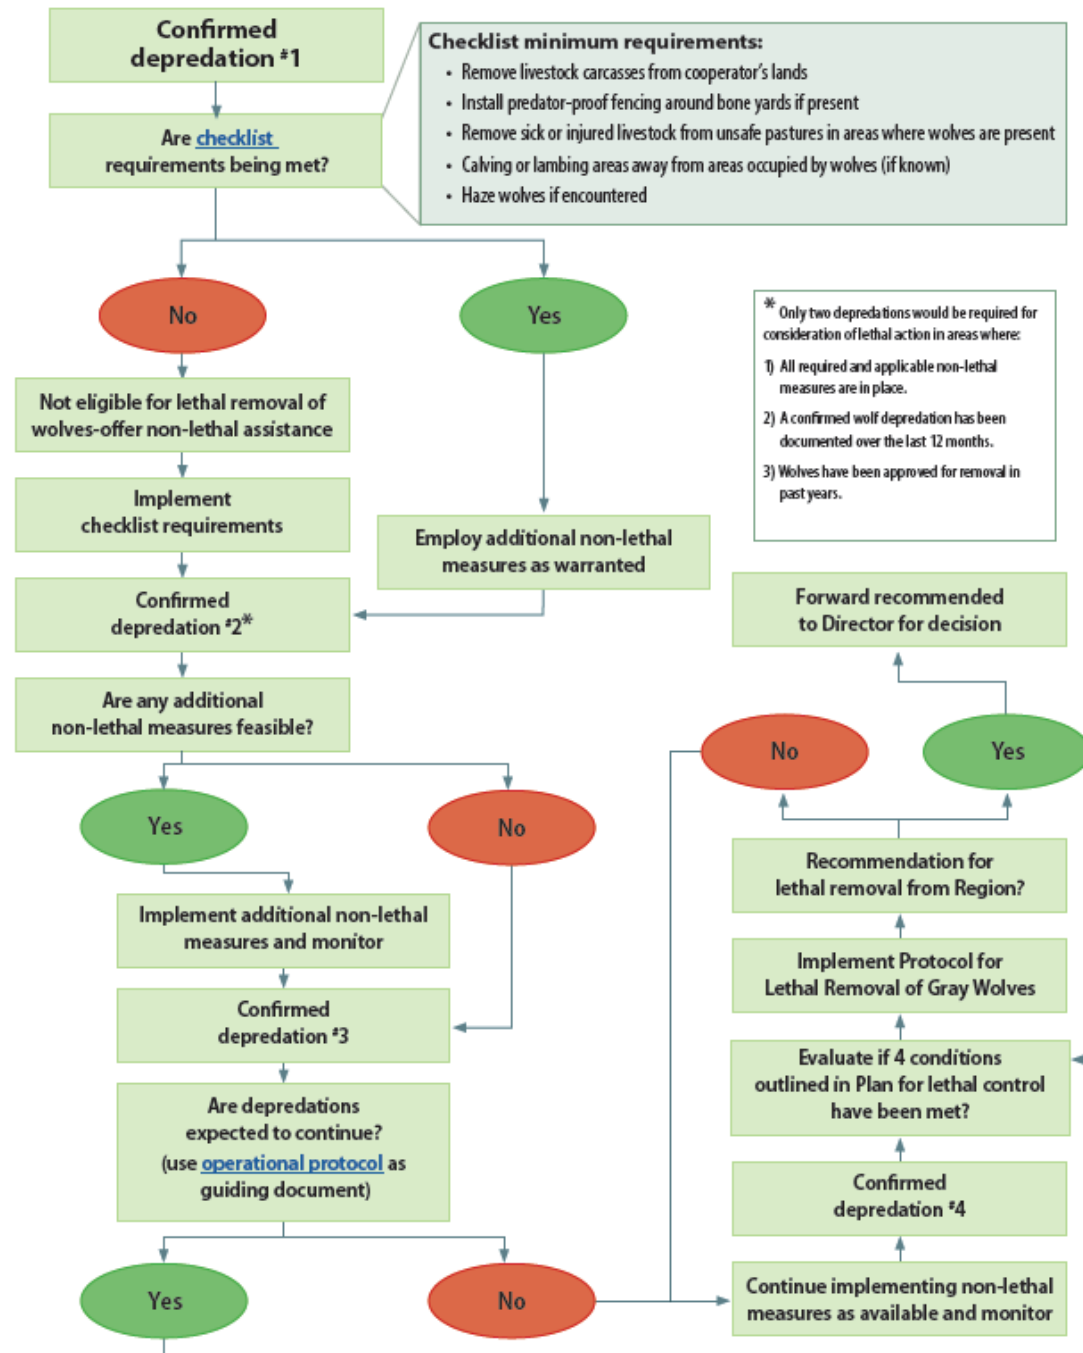 Confirmed
depredation #1
Are checklist
requirements being met?
Checklist minimum requirements:
• Remove livestock carcasses from cooperator's lands
• Install predator-proof fencing around bone yards if present
• Remove sick or injured livestock from unsafe pastures in areas where wolves are present
• Calving or lambing areas away from areas occupied by wolves (if known)
• Haze wolves if encountered
No
Yes
Not eligible for lethal removal of
wolves-offer non-lethal assistance
Implement
checklist requirements
Employ additional non-lethal
measures as warranted
Confirmed
depredation #2*
Are any additional
non-lethal measures feasible?
Yes
No
Implement additional non-lethal
measures and monitor
Confirmed
depredation #3
Are depredations
expected to continue?
(use operational protocol as
guiding document)
Yes
No
* Only two depredations would be required for
consideration of lethal action in areas where:
1) All required and applicable non-lethal
measures are in place.
2) A confirmed wolf depredation has been
documented over the last 12 months.
3) Wolves have been approved for removal in
past years.
Forward recommended
to Director for decision
No
Yes
Recommendation for
lethal removal from Region?
Implement Protocol for
Lethal Removal of Gray Wolves
Evaluate if 4 conditions
outlined in Plan for lethal control
have been met?
Confirmed
depredation #4
Continue implementing non-lethal
measures as available and monitor